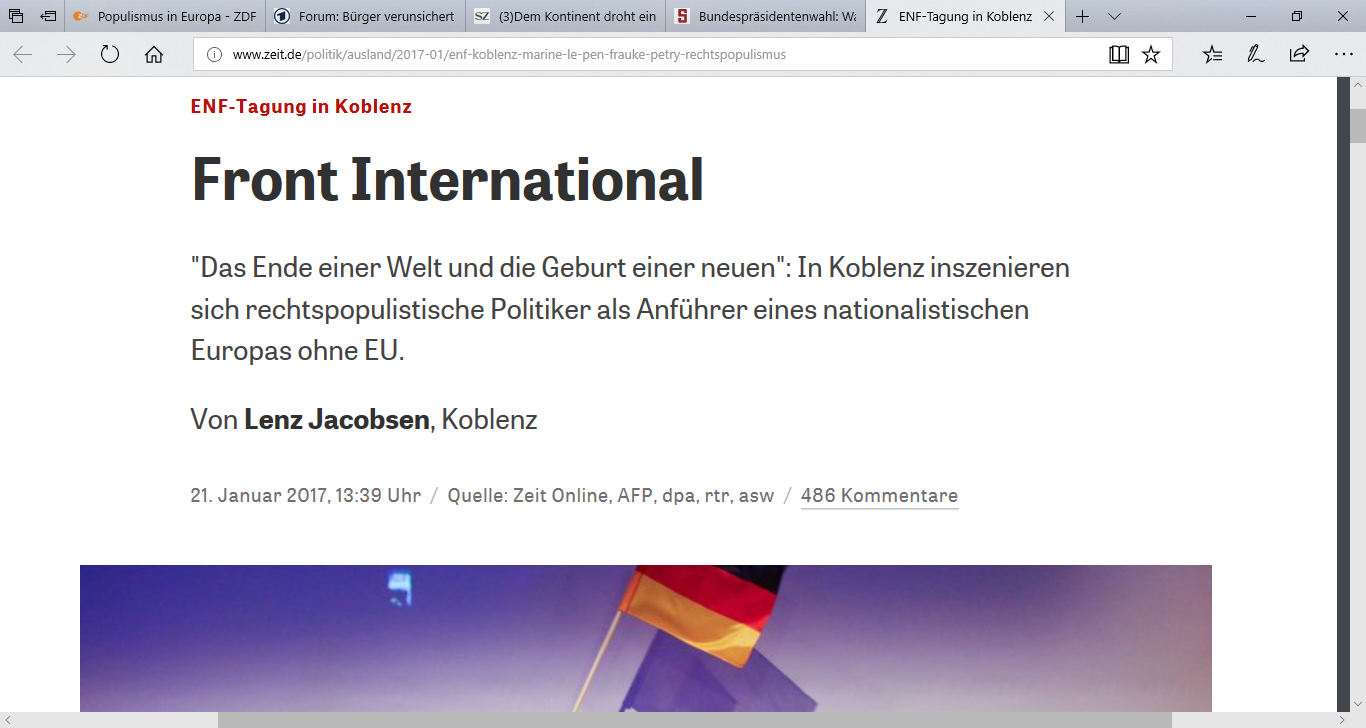 Populismus in Europa - ZDF
Forum: Bürger verunsichert
SZ (3)Dem Kontinent droht ein
S Bundespräsidentenwahl: Wa
Z ENF-Tagung in Koblenz
www.zeit.de/politik/ausland/2017-01/enf-koblenz-marine-le-pen-frauke-petry-rechtspopulismus
ENF-Tagung in Koblenz
Front International
"Das Ende einer Welt und die Geburt einer neuen": In Koblenz inszenieren
sich rechtspopulistische Politiker als Anführer eines nationalistischen
Europas ohne EU.
Von Lenz Jacobsen, Koblenz
21. Januar 2017, 13:39 Uhr / Quelle: Zeit Online, AFP, dpa, rtr, asw / 486 Kommentare